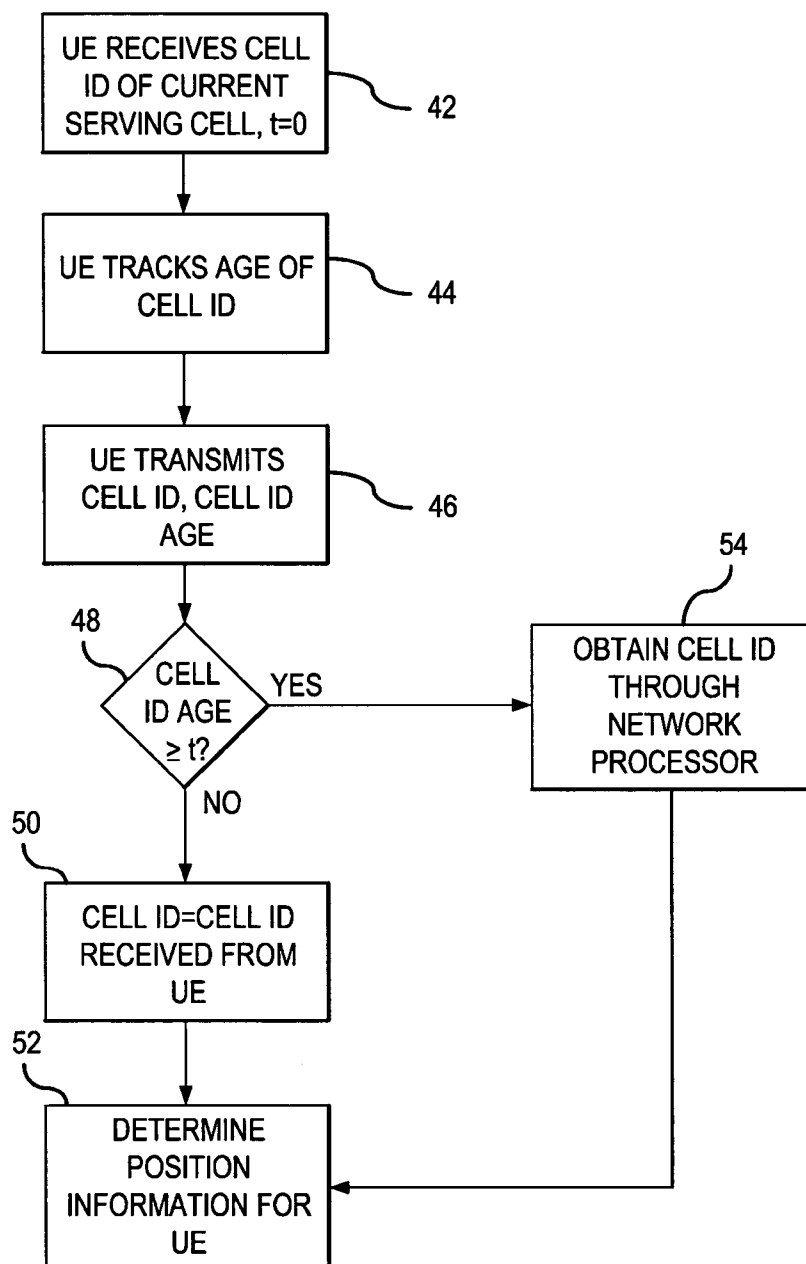 UE RECEIVES CELL
ID OF CURRENT
SERVING CELL, t=0
42
UE TRACKS AGE OF
CELL ID
44
UE TRANSMITS
CELL ID, CELL ID
AGE
46
48
CELL
ID AGE
≥ t?
YES
NO
54
OBTAIN CELL ID
THROUGH
NETWORK
PROCESSOR
50
CELL ID=CELL ID
RECEIVED FROM
UE
52
DETERMINE
POSITION
INFORMATION FOR
UE